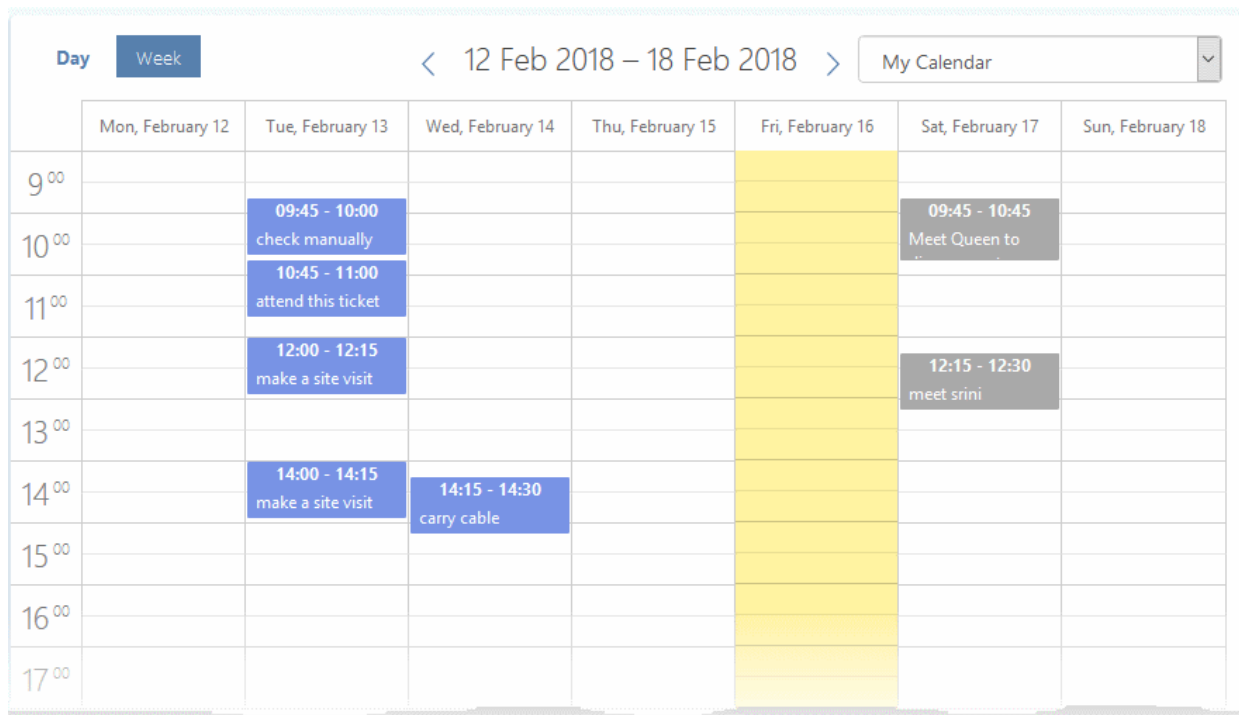 Day Week 12 Feb 2018 – 18 Feb 2018 My Calendar
Mon, February 12 Tue, February 13 Wed, February 14 Thu, February 15 Fri, February 16 Sat, February 17 Sun, February 18
9 00
09:45 - 10:00 09:45 - 10:45
check manually Meet Queen to
10 00
10:45 - 11:00
attend this ticket
11 00
12:00 - 12:15
make a site visit
12:15 - 12:30
12 00
meet srini
13 00
14:00 - 14:15
make a site visit
14:15 - 14:30
14 00
carry cable
15 00
16 00
17 00